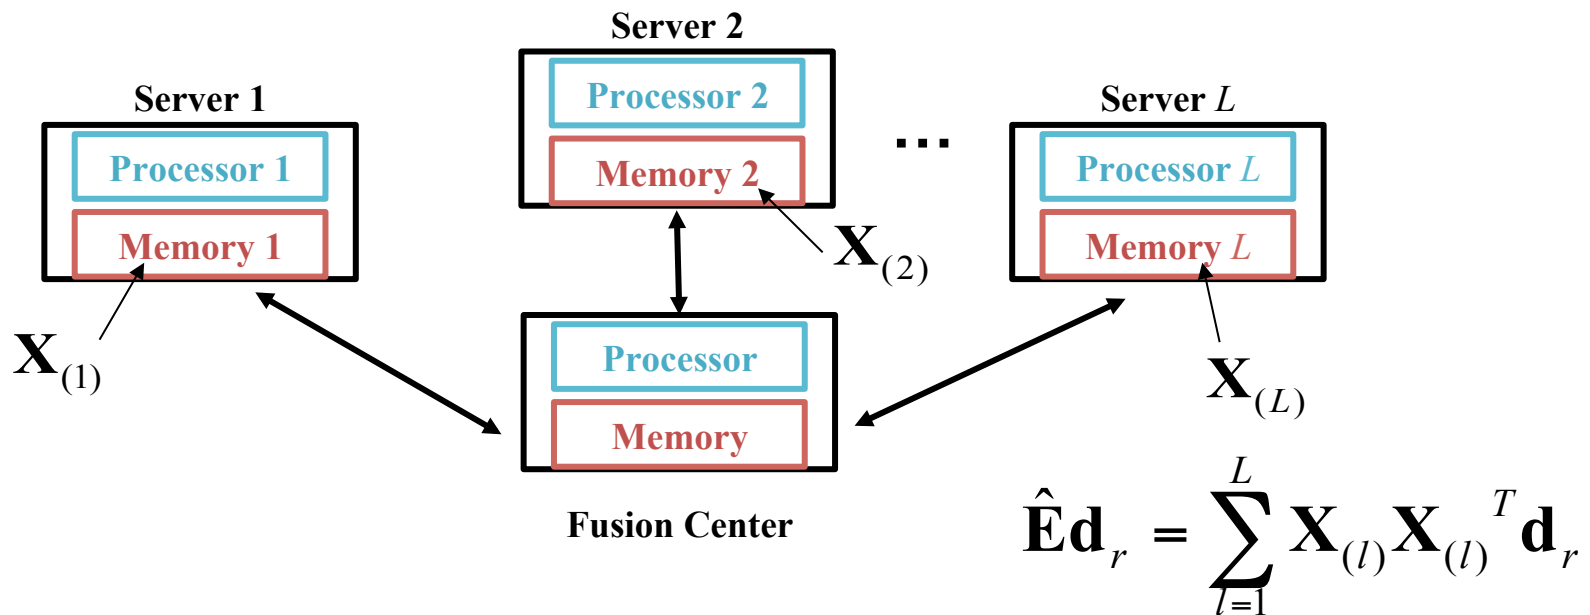 Server 1
Processor 1
Memory 1
X(1)
Server 2
Processor 2
Memory 2
X(2)
...
Server L
Processor L
Memory L
X(L)
Processor
Memory
Fusion Center
Êd_r = ∑_{l=1}^{L} X_(l) X_(l)^T d_r